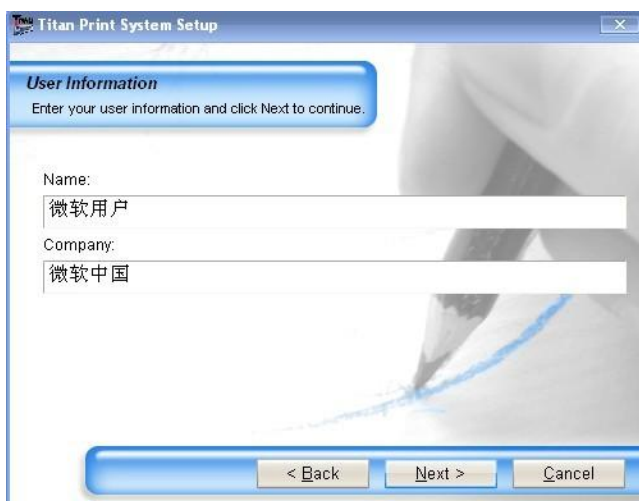 Titan Print System Setup
User Information
Enter your user information and click Next to continue.
Name:
微软用户
Company:
微软中国
< Back
Next >
Cancel